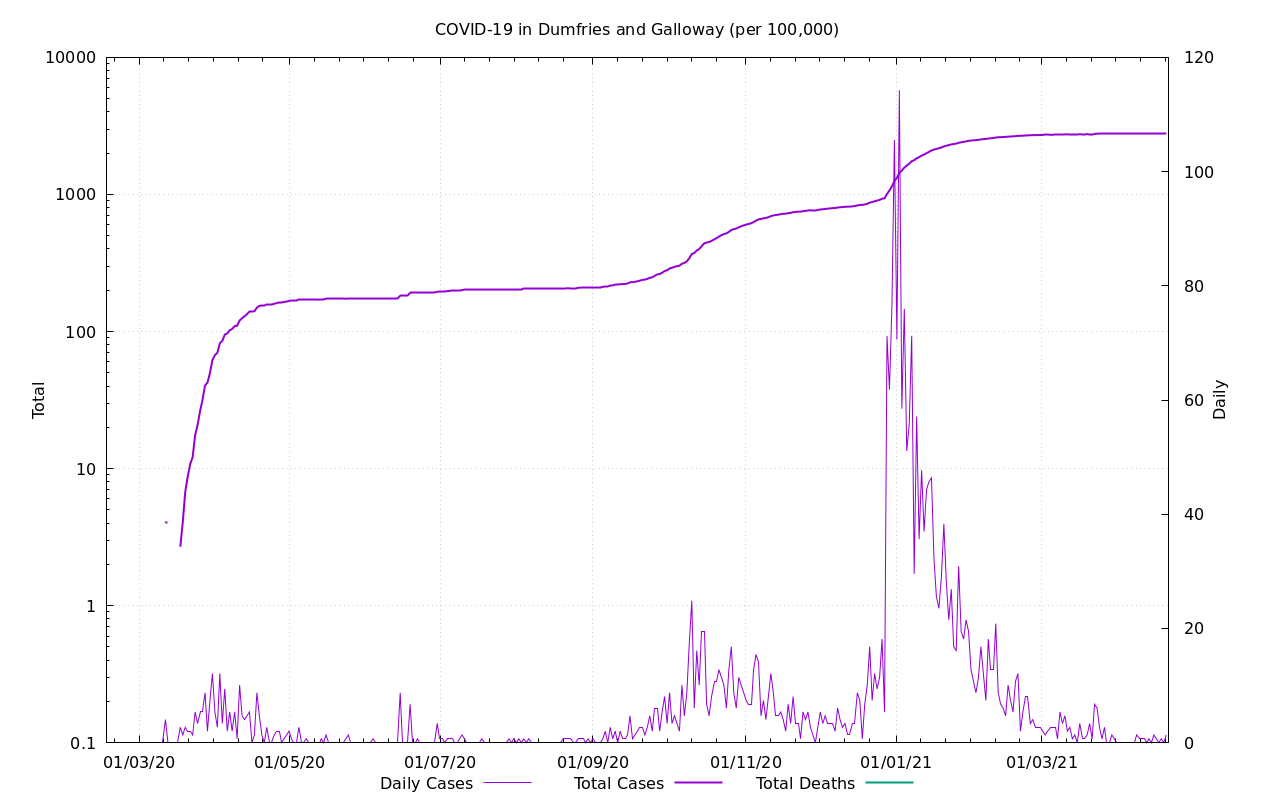 COVID-19 in Dumfries and Galloway (per 100,000)
10000
1000
100
10
1
0.1
Total
120
100
80
60
40
20
0
Daily
01/03/20 01/05/20 01/07/20 01/09/20 01/11/20 01/01/21 01/03/21
Daily Cases Total Cases Total Deaths